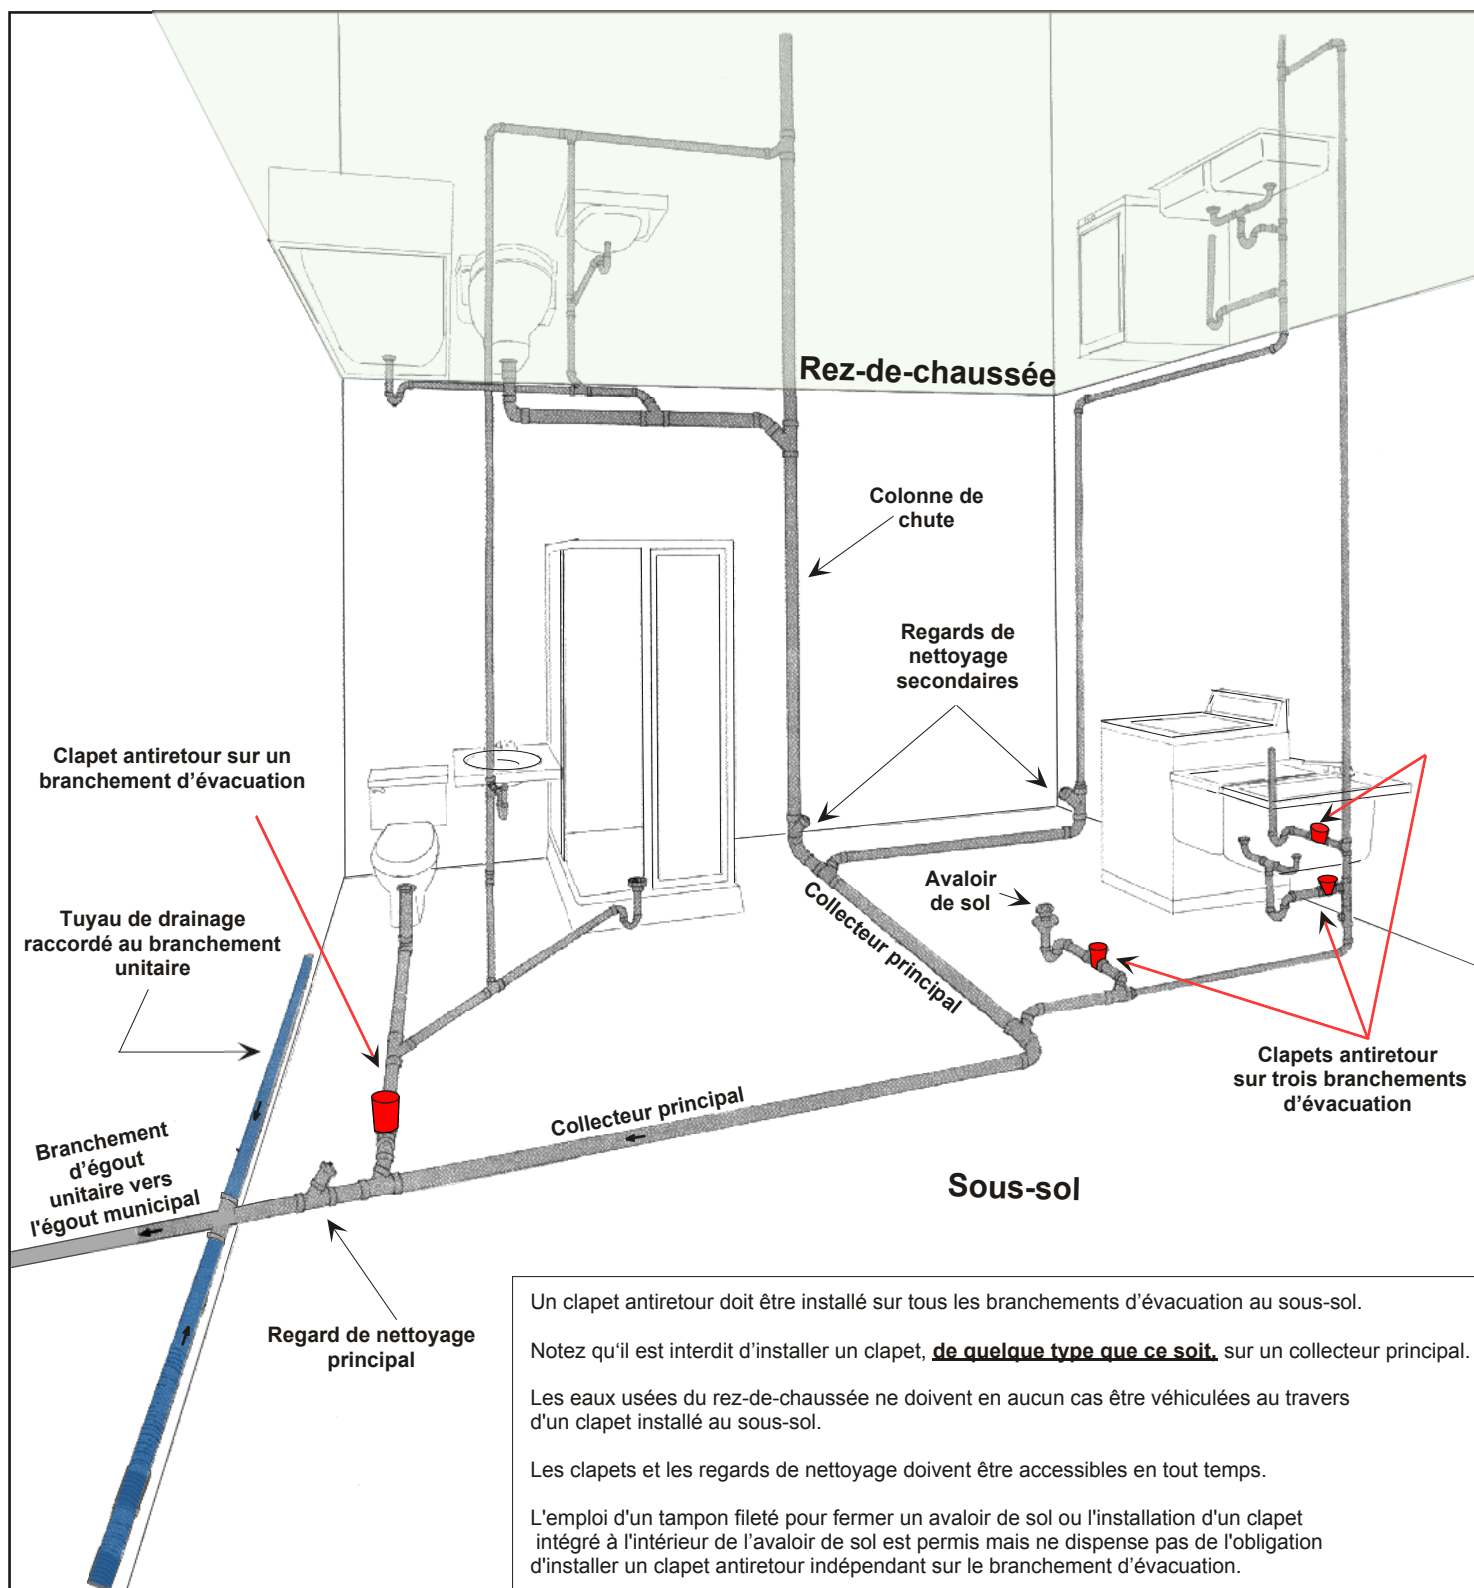 Rez-de-chaussée
Colonne de
chute
Regards de
nettoyage
secondaires
Clapet antiretour sur un
branchement d’évacuation
Avaloir
de sol
Tuyau de drainage
raccordé au branchement
unitaire
Collecteur principal
Clapets antiretour
sur trois branchements
d’évacuation
Collecteur principal
Branchement
d’égout
unitaire vers
l'égout municipal
Sous-sol
Regard de nettoyage
principal
Un clapet antiretour doit être installé sur tous les branchements d’évacuation au sous-sol.
Notez qu‘il est interdit d’installer un clapet, de quelque type que ce soit, sur un collecteur principal.
Les eaux usées du rez-de-chaussée ne doivent en aucun cas être véhiculées au travers
d'un clapet installé au sous-sol.
Les clapets et les regards de nettoyage doivent être accessibles en tout temps.
L'emploi d'un tampon fileté pour fermer un avaloir de sol ou l'installation d'un clapet
intégré à l'intérieur de l’avaloir de sol est permis mais ne dispense pas de l'obligation
d'installer un clapet antiretour indépendant sur le branchement d’évacuation.